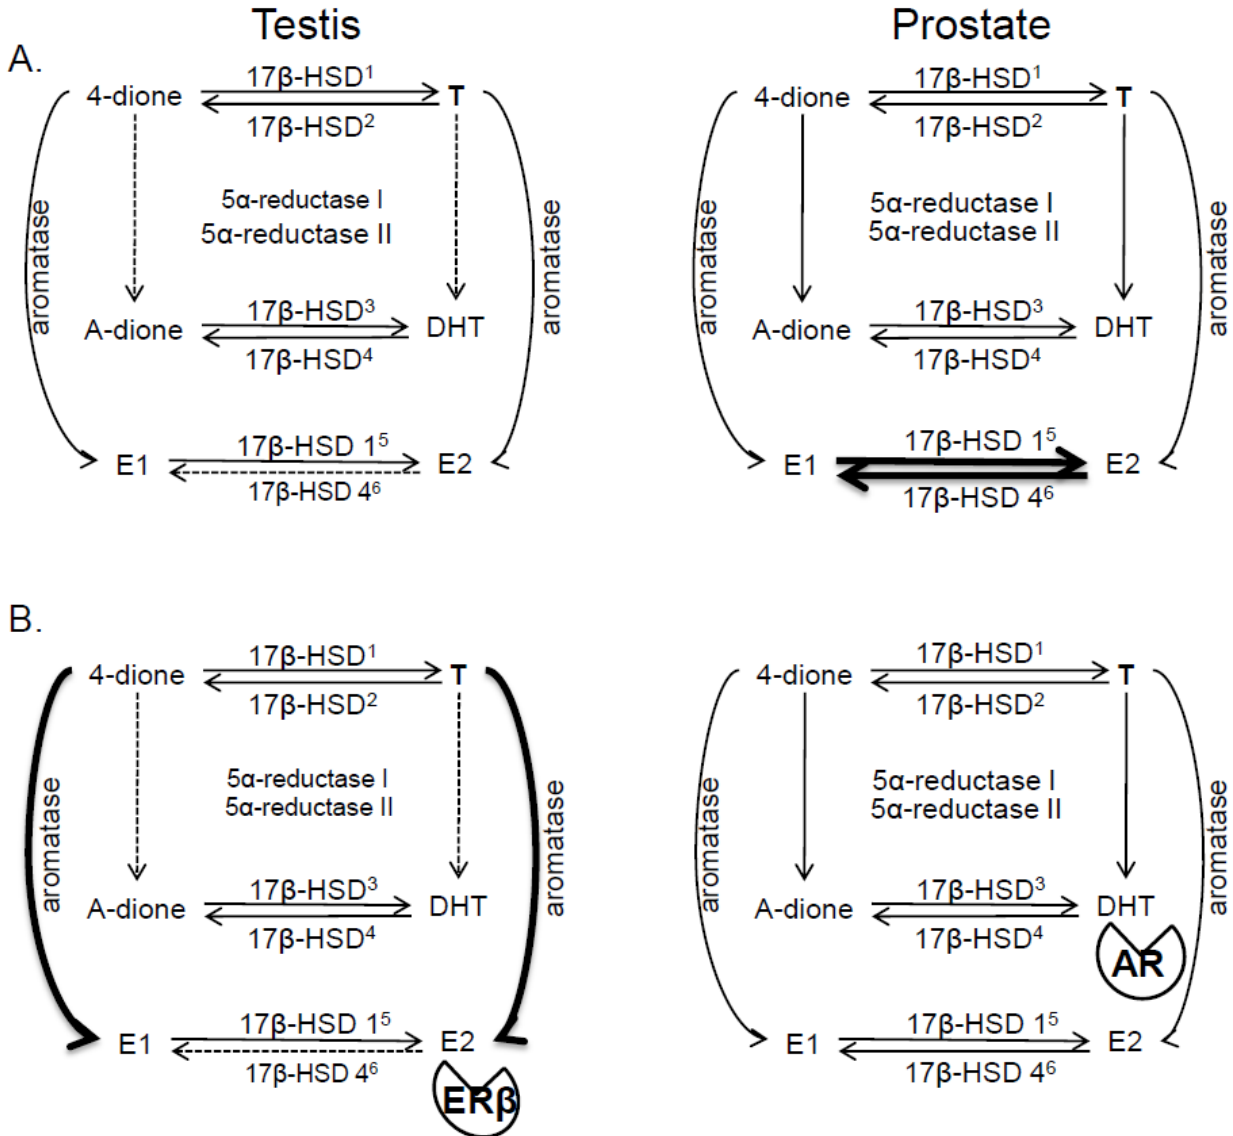 Testis
Prostate
A.
4-dione
17β-HSD¹
T
17β-HSD²
aromatase
5α-reductase I
5α-reductase II
aromatase
A-dione
17β-HSD³
DHT
17β-HSD⁴
E1
17β-HSD 1⁵
E2
17β-HSD 4⁶
4-dione
17β-HSD¹
T
17β-HSD²
aromatase
5α-reductase I
5α-reductase II
aromatase
A-dione
17β-HSD³
DHT
17β-HSD⁴
E1
17β-HSD 1⁵
E2
17β-HSD 4⁶
B.
4-dione
17β-HSD¹
T
17β-HSD²
aromatase
5α-reductase I
5α-reductase II
aromatase
A-dione
17β-HSD³
DHT
17β-HSD⁴
E1
17β-HSD 1⁵
E2
17β-HSD 4⁶
ERβ
4-dione
17β-HSD¹
T
17β-HSD²
aromatase
5α-reductase I
5α-reductase II
aromatase
A-dione
17β-HSD³
DHT
17β-HSD⁴
AR
E1
17β-HSD 1⁵
E2
17β-HSD 4⁶